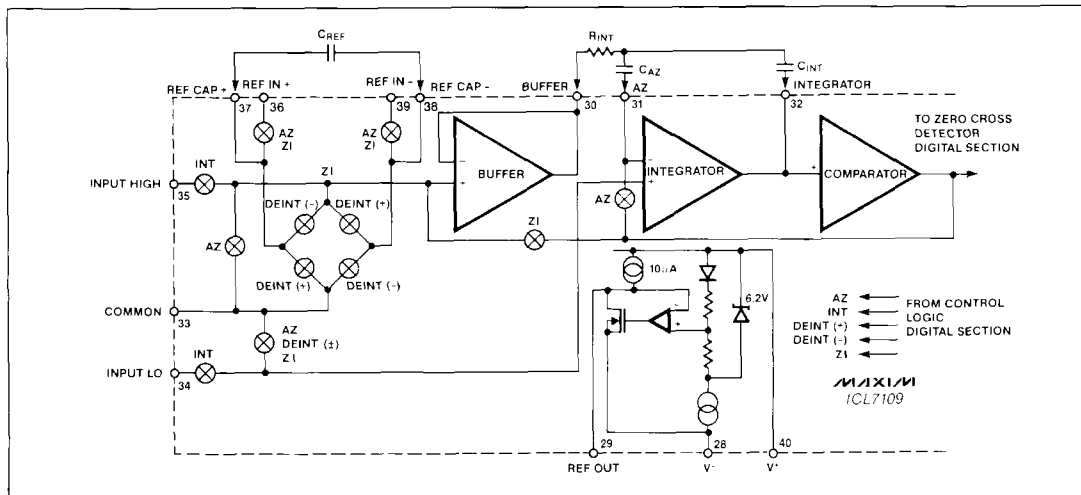 CREF
RINT
CAZ
CINT
REF CAP +
REF IN +
REF IN -
REF CAP -
BUFFER
AZ
INTEGRATOR
37
36
39
38
30
31
32
AZ
ZI
AZ
ZI
TO ZERO CROSS
DETECTOR
DIGITAL SECTION
INT
ZI
- 
+
BUFFER
-
+
INTEGRATOR
+
COMPARATOR
INPUT HIGH
35
DEINT (-)
DEINT (+)
AZ
ZI
AZ
DEINT (+)
DEINT (-)
10µA
6.2V
COMMON
33
AZ
DEINT (±)
ZI
-
+
AZ
INT
DEINT (+)
DEINT (-)
ZI
FROM CONTROL
LOGIC
DIGITAL SECTION
INT
INPUT LO
34
MAXIM
ICL7109
29
28
40
REF OUT
V-
V+